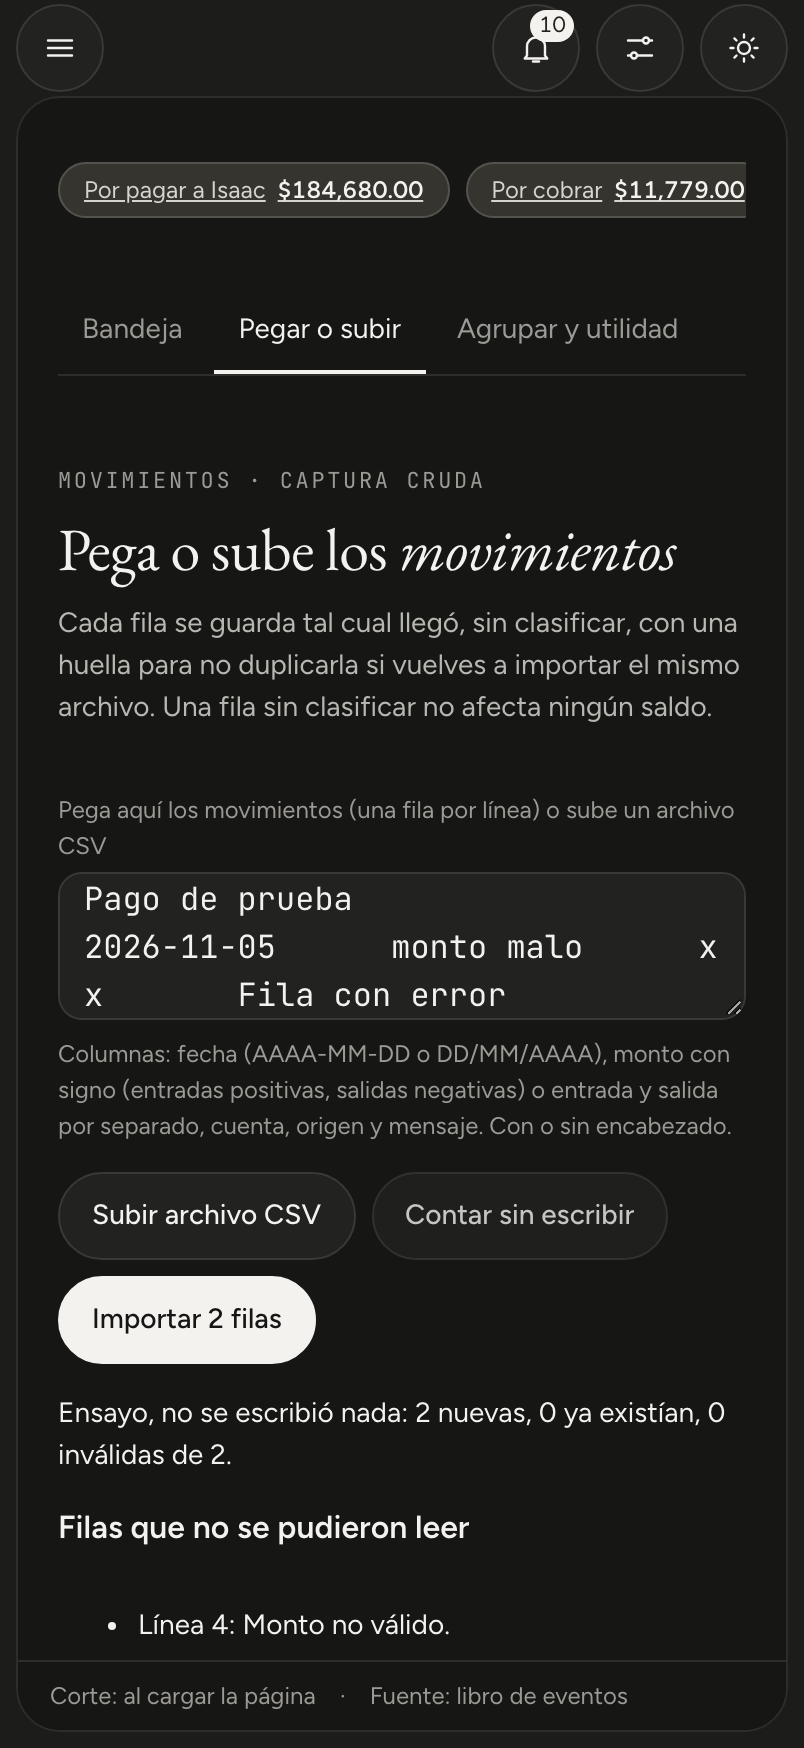 10
Por pagar a Isaac $184,680.00
Por cobrar $11,779.00
Bandeja
Pegar o subir
Agrupar y utilidad
MOVIMIENTOS · CAPTURA CRUDA
Pega o sube los movimientos
Cada fila se guarda tal cual llegó, sin clasificar, con una
huella para no duplicarla si vuelves a importar el mismo
archivo. Una fila sin clasificar no afecta ningún saldo.
Pega aquí los movimientos (una fila por línea) o sube un archivo
CSV
Pago de prueba
2026-11-05 monto malo x
x Fila con error
Columnas: fecha (AAAA-MM-DD o DD/MM/AAAA), monto con
signo (entradas positivas, salidas negativas) o entrada y salida
por separado, cuenta, origen y mensaje. Con o sin encabezado.
Subir archivo CSV
Contar sin escribir
Importar 2 filas
Ensayo, no se escribió nada: 2 nuevas, 0 ya existían, 0
inválidas de 2.
Filas que no se pudieron leer
• Línea 4: Monto no válido.
Corte: al cargar la página · Fuente: libro de eventos